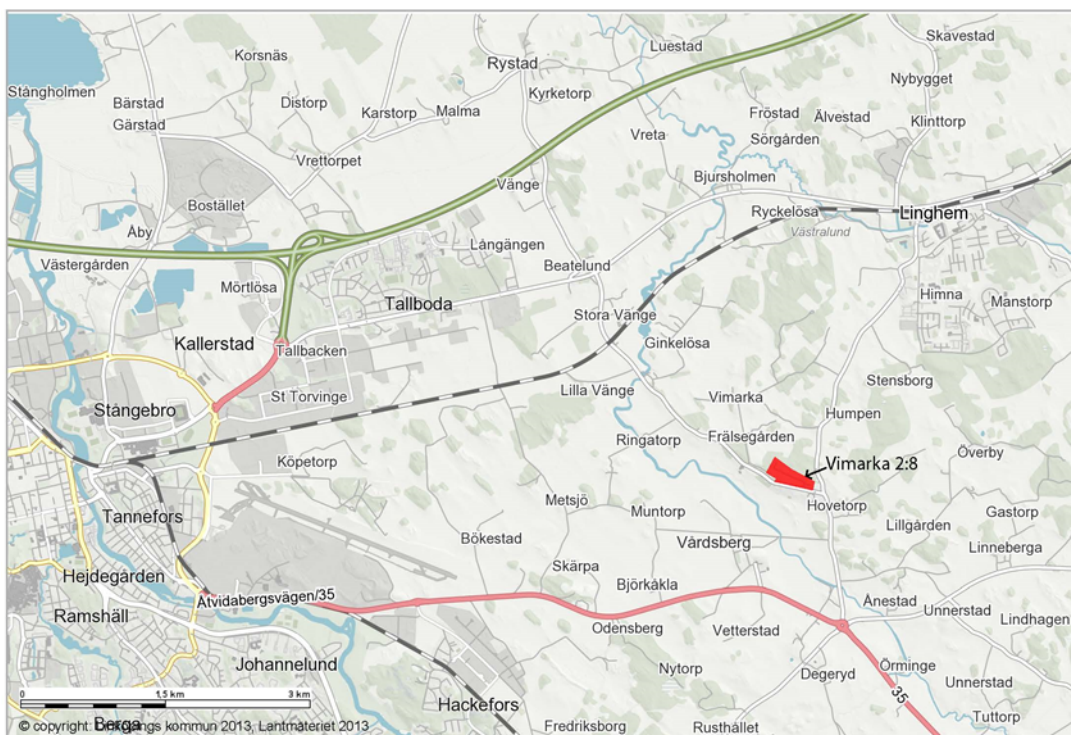 Skavestad
Luestad
Korsnäs
Rystad
Nybygget
Stångholmen
Kyrketorp
Bärstad
Distorp
Malma
Karstorp
Fröstad
Älvestad
Gärstad
Klinttorp
Vreta
Sörgården
Vrettorpet
Bjursholmen
Vänge
Bostället
Ryckelösa
Linghem
Åby
Västralund
Långängen
Västergården
Beatelund
Mörtlösa
Himna
Tallboda
Manstorp
Stora Vänge
Kallerstad
Tallbacken
Ginkelösa
Stensborg
St Torvinge
Lilla Vänge
Vimarka
Stångebro
Humpen
Ringatorp
Frälsegården
Överby
Köpetorp
Vimarka 2:8
Metsjö
Hovetorp
Muntorp
Gastorp
Tannefors
Lillgården
Bökestad
Vårdsberg
Linneberga
Skärpa
Hejdegården
Björkåkla
Åtvidabergsvägen/35
Ånestad
Unnerstad
Ramshäll
Lindhagen
Odensberg
Vetterstad
Johannelund
Nytorp
Degeryd
Örminge
Unnerstad
0 1,5 km 3 km
35
Hackefors
Tuttorp
Berga
Fredriksborg
Rusthållet
© copyright: kommun 2013, Lantmäteriet 2013